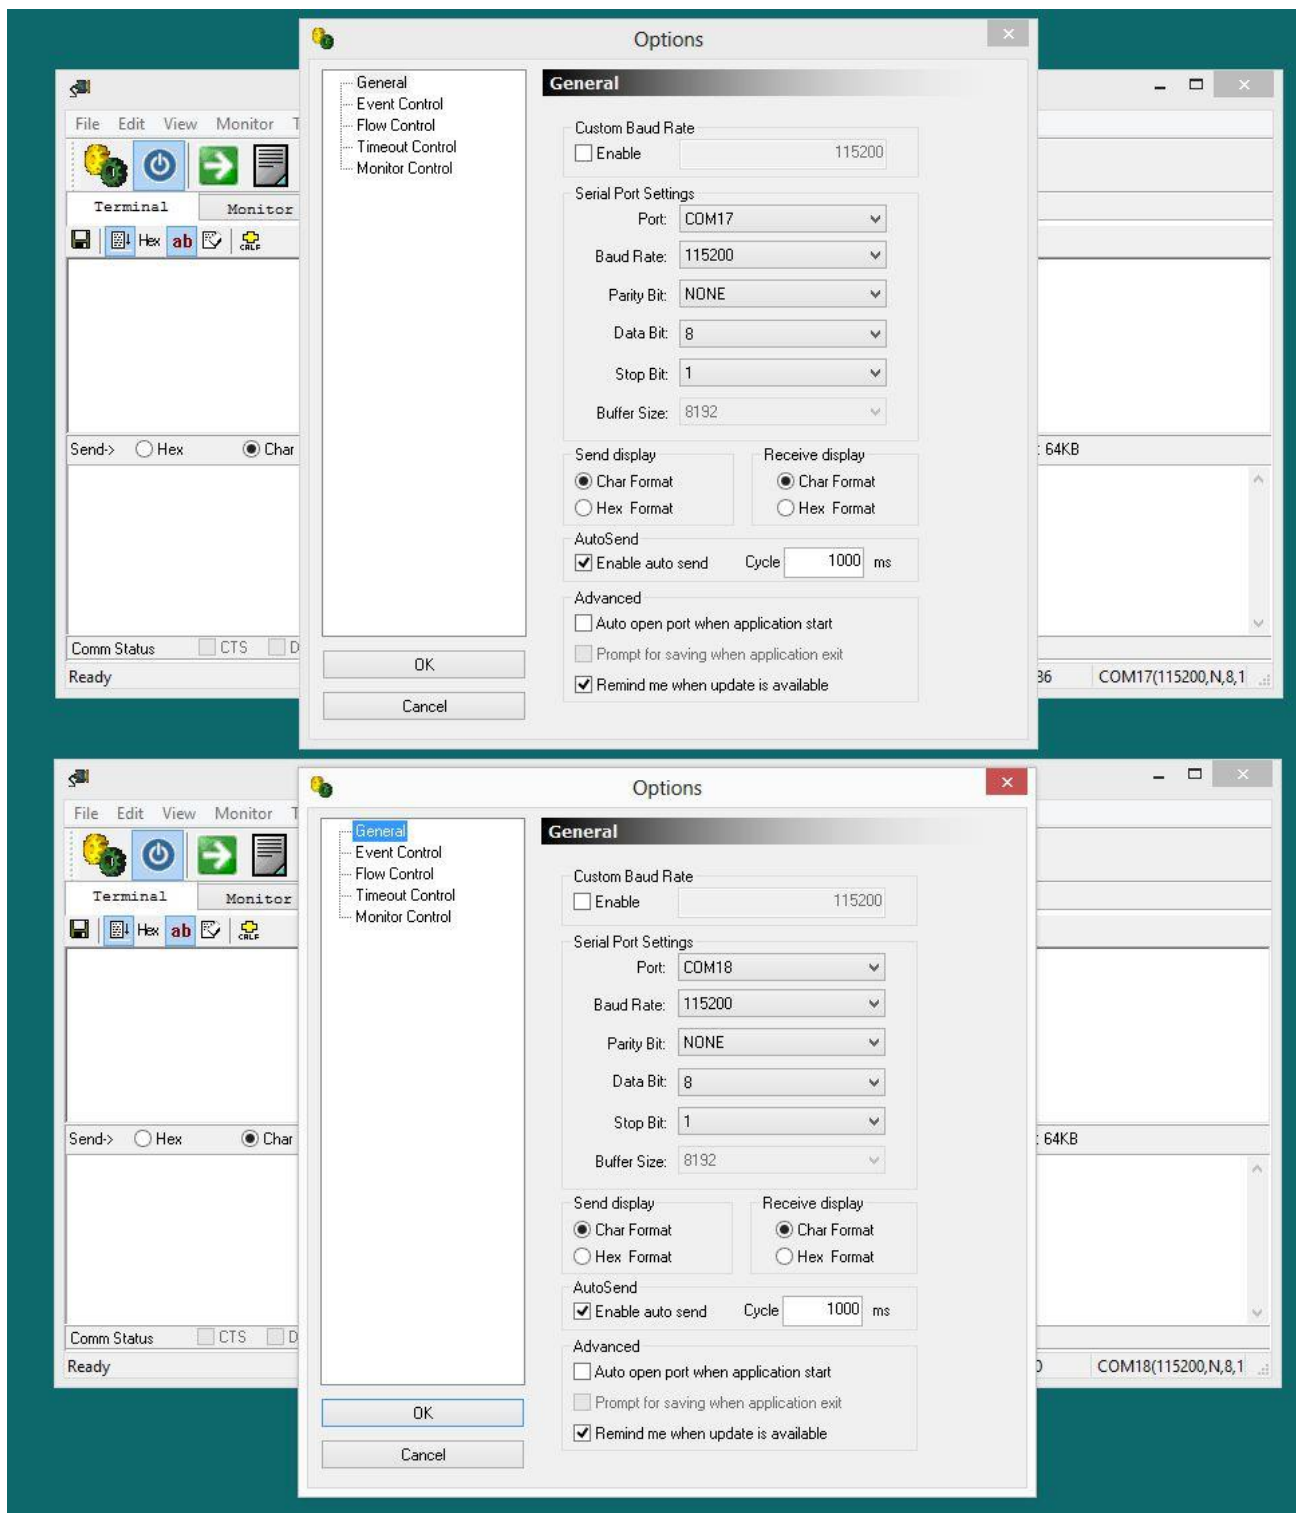 Options
General
Event Control
Flow Control
Timeout Control
Monitor Control
OK
Cancel
General
Custom Baud Rate
Enable 115200
Serial Port Settings
Port: COM17
Baud Rate: 115200
Parity Bit: NONE
Data Bit: 8
Stop Bit: 1
Buffer Size: 8192
Send display Receive display
Char Format Char Format
Hex Format Hex Format
AutoSend
Enable auto send Cycle 1000 ms
Advanced
Auto open port when application start
Prompt for saving when application exit
Remind me when update is available
File Edit View Monitor T
Terminal Monitor
Hex ab CRLF
Send-> Hex Char : 64KB
Comm Status CTS D
Ready 36 COM17(115200,N,8,1
Options
General
Event Control
Flow Control
Timeout Control
Monitor Control
OK
Cancel
General
Custom Baud Rate
Enable 115200
Serial Port Settings
Port: COM18
Baud Rate: 115200
Parity Bit: NONE
Data Bit: 8
Stop Bit: 1
Buffer Size: 8192
Send display Receive display
Char Format Char Format
Hex Format Hex Format
AutoSend
Enable auto send Cycle 1000 ms
Advanced
Auto open port when application start
Prompt for saving when application exit
Remind me when update is available
File Edit View Monitor T
Terminal Monitor
Hex ab CRLF
Send-> Hex Char : 64KB
Comm Status CTS D
Ready COM18(115200,N,8,1